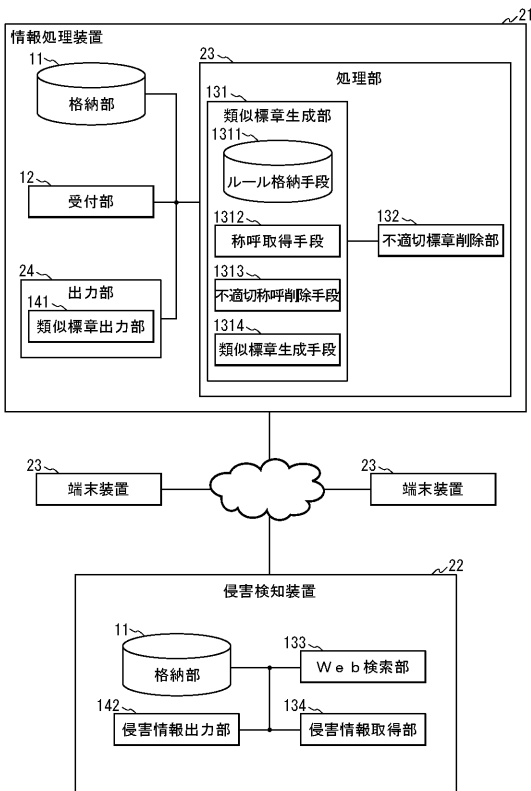 21
情報処理装置
11
格納部
12
受付部
24
出力部
141
類似標章出力部
23
処理部
131
類似標章生成部
1311
ルール格納手段
1312
称呼取得手段
1313
不適切称呼削除手段
1314
類似標章生成手段
132
不適切標章削除部
23
端末装置
23
端末装置
22
侵害検知装置
11
格納部
133
Web検索部
142
侵害情報出力部
134
侵害情報取得部